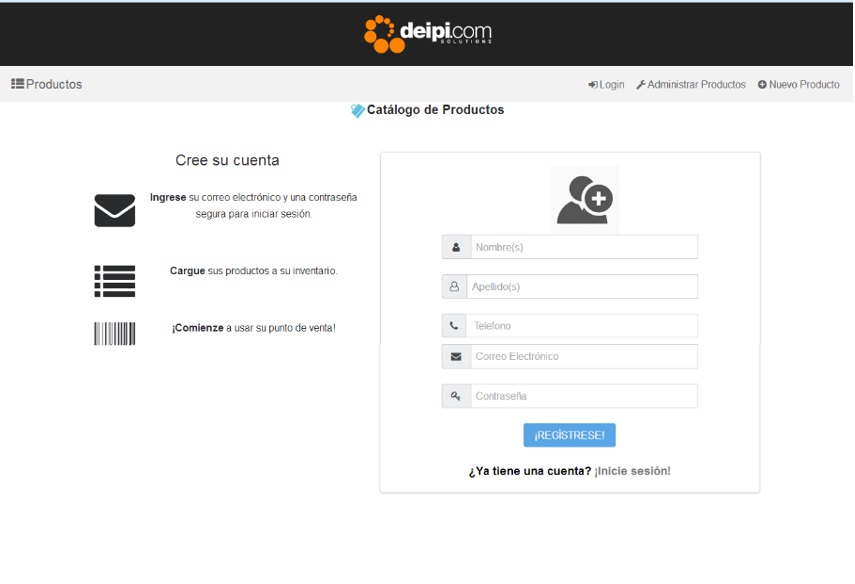 deipi.com
SOLUTIONS
Productos
Login
Administrar Productos
Nuevo Producto
Catálogo de Productos
Cree su cuenta
Ingrese su correo electrónico y una contraseña
segura para iniciar sesión.
Cargue sus productos a su inventario.
¡Comienze a usar su punto de venta!
Nombre(s)
Apellido(s)
Telefono
Correo Electrónico
Contraseña
¡REGÍSTRESE!
¿Ya tiene una cuenta? ¡Inicie sesión!